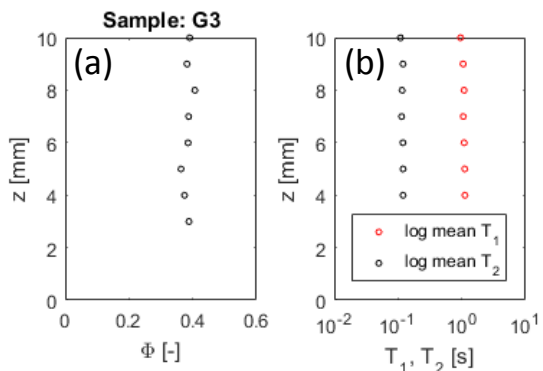 Sample: G3
(a)
10
8
6
4
2
0
z [mm]
0
0.2
0.4
0.6
Φ [-]
(b)
10
8
6
4
2
0
z [mm]
log mean T₁
log mean T₂
10⁻²
10⁻¹
10⁰
10¹
T₁, T₂ [s]